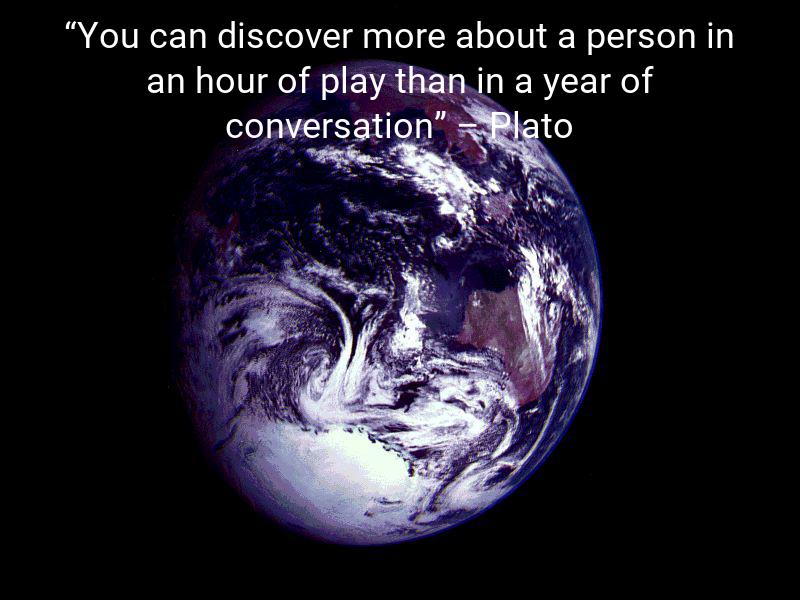 “You can discover more about a person in
an hour of play than in a year of
conversation” – Plato